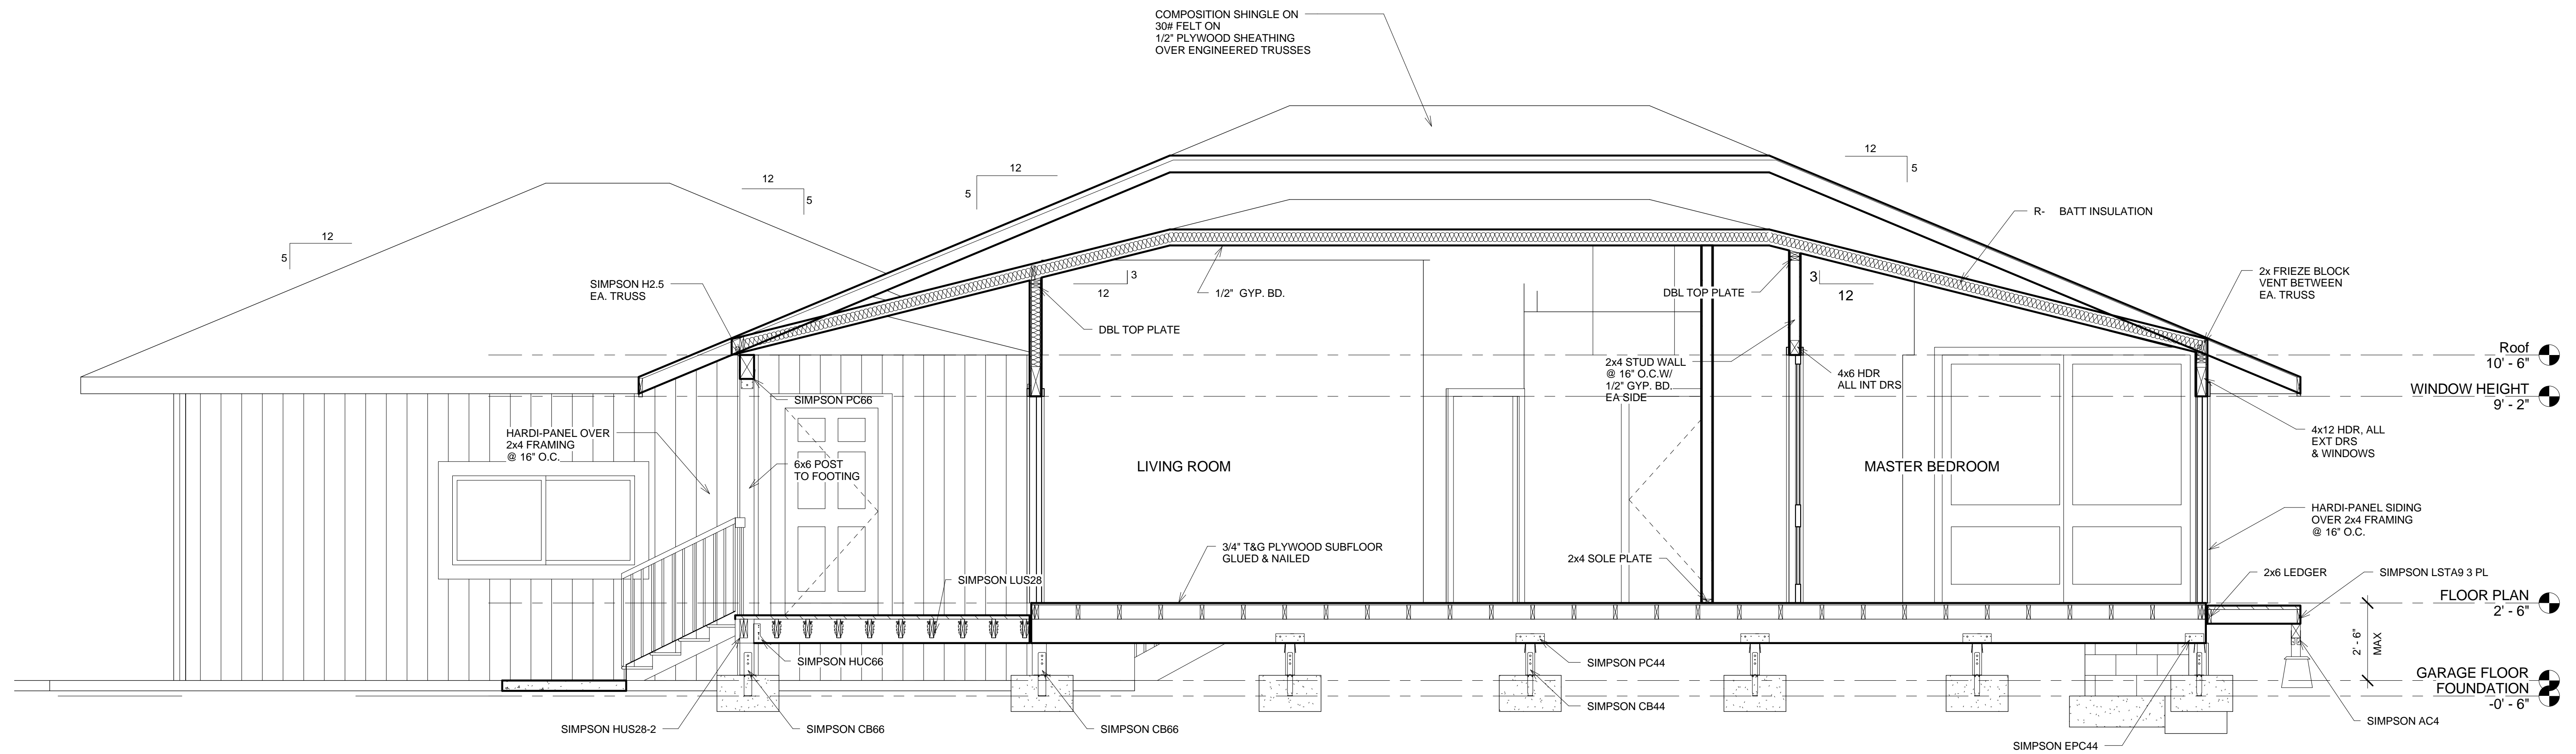 COMPOSITION SHINGLE ON
30# FELT ON
1/2" PLYWOOD SHEATHING
OVER ENGINEERED TRUSSES
12
5
12
5
12
5
12
5
R- BATT INSULATION
SIMPSON H2.5
EA. TRUSS
3
12
1/2" GYP. BD.
DBL TOP PLATE
DBL TOP PLATE
3
12
2x FRIEZE BLOCK
VENT BETWEEN
EA. TRUSS
2x4 STUD WALL
@ 16" O.C.W/
1/2" GYP. BD.
EA SIDE
4x6 HDR
ALL INT DRS
Roof
10' - 6"
WINDOW HEIGHT
9' - 2"
SIMPSON PC66
HARDI-PANEL OVER
2x4 FRAMING
@ 16" O.C.
6x6 POST
TO FOOTING
LIVING ROOM
MASTER BEDROOM
4x12 HDR, ALL
EXT DRS
& WINDOWS
HARDI-PANEL SIDING
OVER 2x4 FRAMING
@ 16" O.C.
3/4" T&G PLYWOOD SUBFLOOR
GLUED & NAILED
2x4 SOLE PLATE
SIMPSON LUS28
2x6 LEDGER
SIMPSON LSTA9 3 PL
FLOOR PLAN
2' - 6"
2' - 6"
MAX
SIMPSON HUC66
SIMPSON PC44
GARAGE FLOOR
FOUNDATION
-0' - 6"
SIMPSON CB44
SIMPSON HUS28-2
SIMPSON CB66
SIMPSON CB66
SIMPSON AC4
SIMPSON EPC44